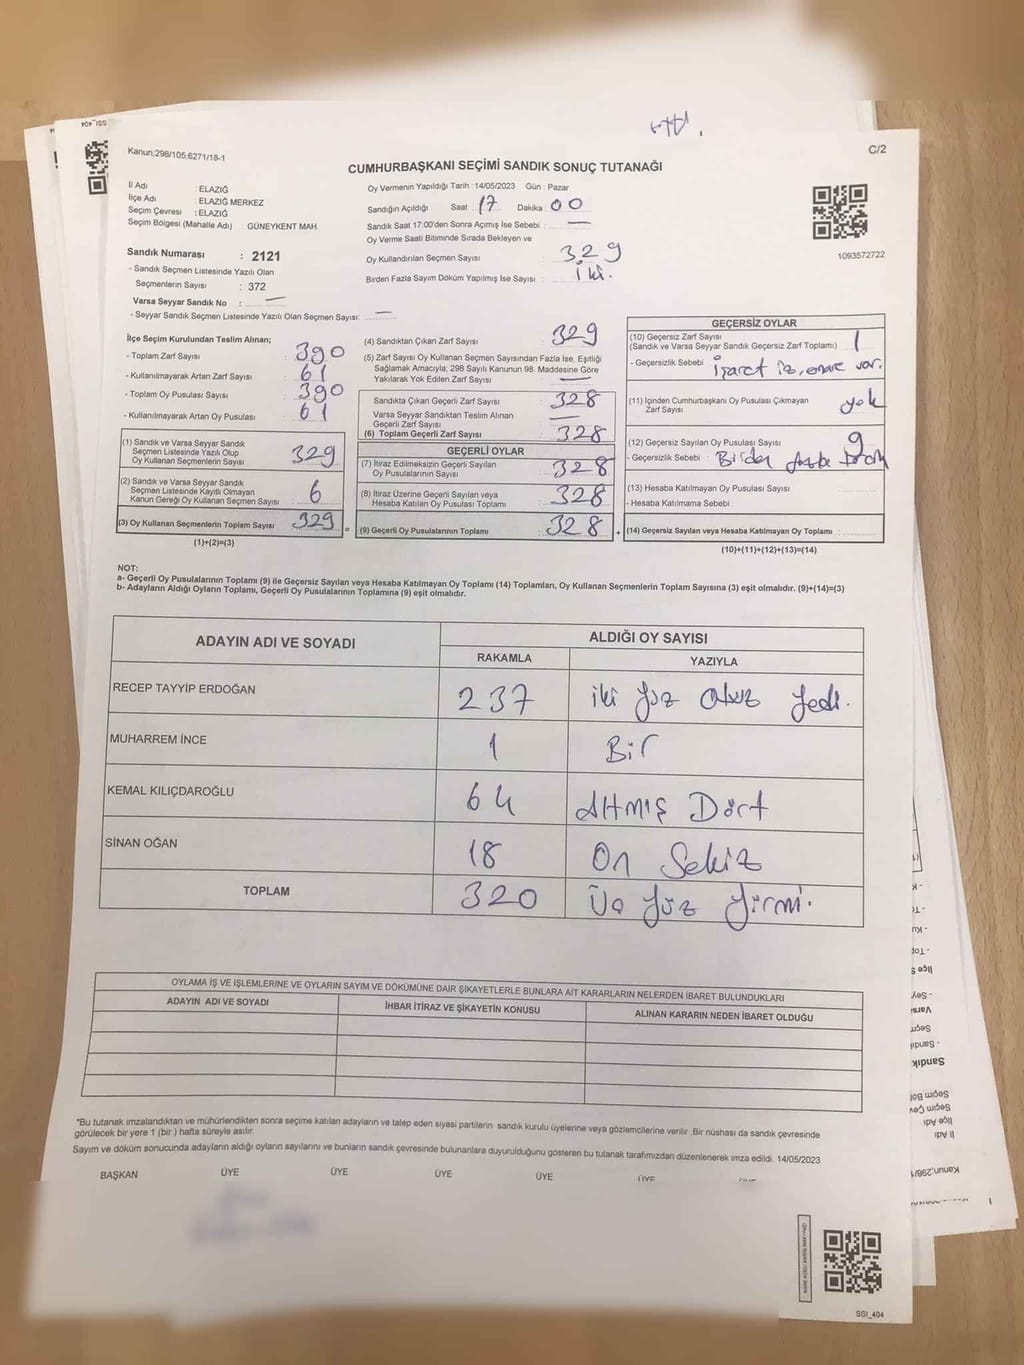 Kanun;298/105;6271/18-1
C/2
CUMHURBAŞKANI SEÇİMİ SANDIK SONUÇ TUTANAĞI
İl Adı : ELAZIĞ
İlçe Adı : ELAZIĞ MERKEZ
Seçim Çevresi : ELAZIĞ
Seçim Bölgesi (Mahalle Adı) : GÜNEYKENT MAH.
Oy Vermenin Yapıldığı Tarih :14/05/2023 Gün : Pazar
Sandığın Açıldığı Saat : 17 Dakika : 00
Sandık Saat 17:00'den Sonra Açımış İse Sebebi : —
Oy Verme Saati Bitiminde Sırada Bekleyen ve
Oy Kullandırılan Seçmen Sayısı : 329
Birden Fazla Sayım Döküm Yapılmış İse Sayısı : iki.
1093572722
Sandık Numarası : 2121
- Sandık Seçmen Listesinde Yazılı Olan
Seçmenlerin Sayısı : 372
Varsa Seyyar Sandık No : —
- Seyyar Sandık Seçmen Listesinde Yazılı Olan Seçmen Sayısı: —
İlçe Seçim Kurulundan Teslim Alınan;
- Toplam Zarf Sayısı : 390
- Kullanılmayarak Artan Zarf Sayısı : 61
- Toplam Oy Pusulası Sayısı : 390
- Kullanılmayarak Artan Oy Pusulası : 61
(1) Sandık ve Varsa Seyyar Sandık
Seçmen Listesinde Yazılı Olup
Oy Kullanan Seçmenlerin Sayısı 329
(2) Sandık ve Varsa Seyyar Sandık
Seçmen Listesinde Kayıtlı Olmayan
Kanun Gereği Oy Kullanan Seçmen Sayısı : 6
(3) Oy Kullanan Seçmenlerin Toplam Sayısı 329 =
(1)+(2)=(3)
(4) Sandıktan Çıkan Zarf Sayısı : 329
(5) Zarf Sayısı Oy Kullanan Seçmen Sayısından Fazla İse, Eşitliği
Sağlamak Amacıyla; 298 Sayılı Kanunun 98. Maddesine Göre
Yakılarak Yok Edilen Zarf Sayısı : —
Sandıkta Çıkan Geçerli Zarf Sayısı : 328
Varsa Seyyar Sandıktan Teslim Alınan
Geçerli Zarf Sayısı : —
(6) Toplam Geçerli Zarf Sayısı : 328
GEÇERLİ OYLAR
(7) İtiraz Edilmeksizin Geçerli Sayılan
Oy Pusulalarının Sayısı : 328
(8) İtiraz Üzerine Geçerli Sayılan veya
Hesaba Katılan Oy Pusulası Toplamı : 328
(9) Geçerli Oy Pusulalarının Toplamı : 328 +
GEÇERSİZ OYLAR
(10) Geçersiz Zarf Sayısı : 1
(Sandık ve Varsa Seyyar Sandık Geçersiz Zarf Toplamı)
- Geçersizlik Sebebi : işaret iz, emare var.
(11) İçinden Cumhurbaşkanı Oy Pusulası Çıkmayan
Zarf Sayısı : yok
(12) Geçersiz Sayılan Oy Pusulası Sayısı : 9
- Geçersizlik Sebebi : Birden fazla
(13) Hesaba Katılmayan Oy Pusulası Sayısı :
- Hesaba Katılmama Sebebi :
(14) Geçersiz Sayılan veya Hesaba Katılmayan Oy Toplamı :
(10)+(11)+(12)+(13)=(14)
NOT:
a- Geçerli Oy Pusulalarının Toplamı (9) ile Geçersiz Sayılan veya Hesaba Katılmayan Oy Toplamı (14) Toplamları, Oy Kullanan Seçmenlerin Toplam Sayısına (3) eşit olmalıdır. (9)+(14)=(3)
b- Adayların Aldığı Oyların Toplamı, Geçerli Oy Pusulalarının Toplamına (9) eşit olmalıdır.
ADAYIN ADI VE SOYADI
ALDIĞI OY SAYISI
RAKAMLA YAZIYLA
RECEP TAYYİP ERDOĞAN 237 iki yüz otuz yedi.
MUHARREM İNCE 1 Bir
KEMAL KILIÇDAROĞLU 64 Altmış Dört
SİNAN OĞAN 18 On Sekiz
TOPLAM 320 Üç yüz yirmi.
OYLAMA İŞ VE İŞLEMLERİNE VE OYLARIN SAYIM VE DÖKÜMÜNE DAİR ŞİKAYETLERLE BUNLARA AİT KARARLARIN NELERDEN İBARET BULUNDUKLARI
ADAYIN ADI VE SOYADI İHBAR İTİRAZ VE ŞİKAYETİN KONUSU ALINAN KARARIN NEDEN İBARET OLDUĞU
*Bu tutanak imzalandıktan ve mühürlendikten sonra seçime katılan adayların ve talep eden siyasi partilerin sandık kurulu üyelerine veya gözlemcilerine verilir .Bir nüshası da sandık çevresinde
görülecek bir yere 1 (bir ) hafta süreyle asılır.
Sayım ve döküm sonucunda adayların aldığı oyların sayılarını ve bunların sandık çevresinde bulunanlara duyurulduğunu gösteren bu tutanak tarafımızdan düzenlenerek imza edildi. 14/05/2023
BAŞKAN ÜYE ÜYE ÜYE ÜYE ÜYE
SSI_404